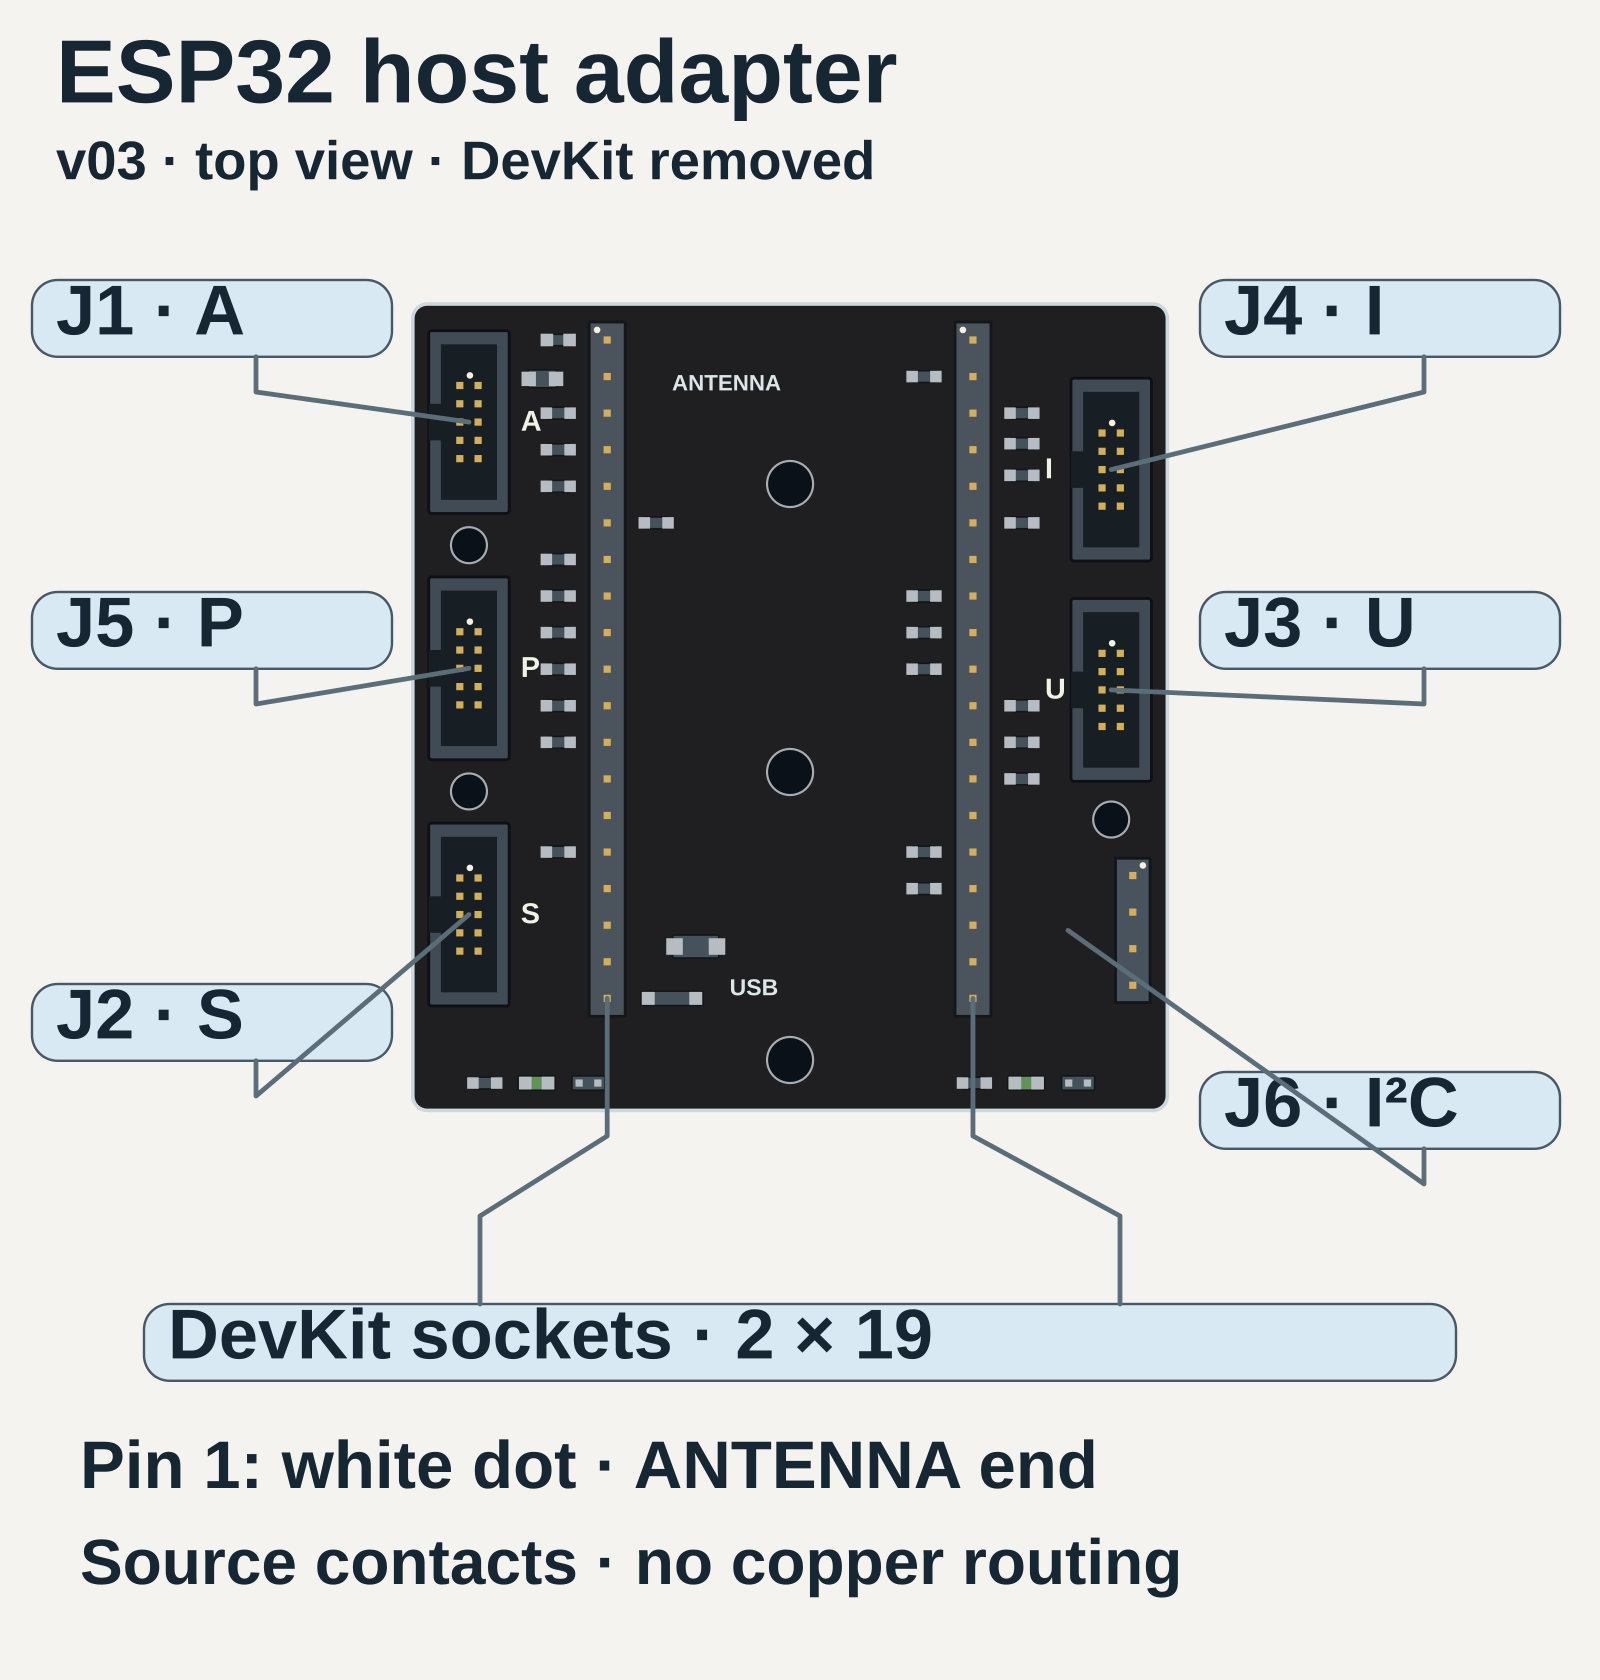 ESP32 host adapter
v03 · top view · DevKit removed
J1 · A
J4 · I
ANTENNA
A
I
J5 · P
J3 · U
P
U
S
USB
J2 · S
J6 · I²C
DevKit sockets · 2 × 19
Pin 1: white dot · ANTENNA end
Source contacts · no copper routing